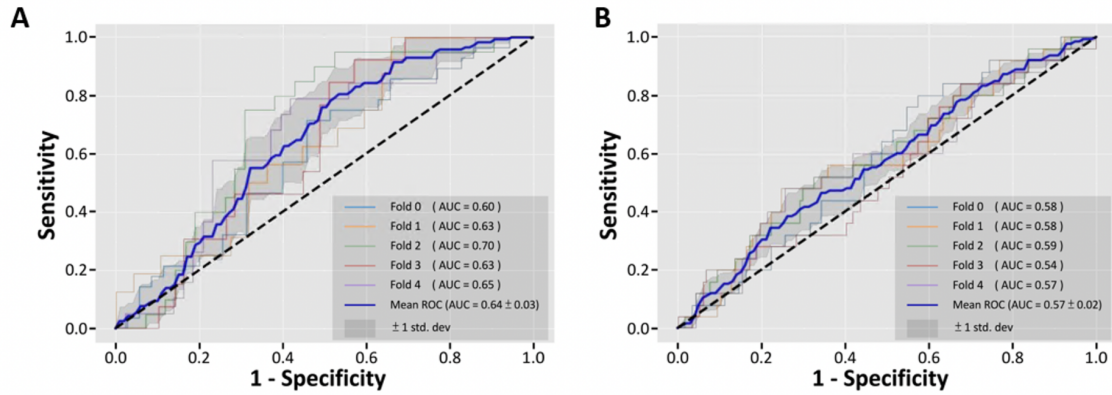 A
Sensitivity
1.0
0.8
0.6
0.4
0.2
0.0
Fold 0 ( AUC = 0.60 )
Fold 1 ( AUC = 0.63 )
Fold 2 ( AUC = 0.70 )
Fold 3 ( AUC = 0.63 )
Fold 4 ( AUC = 0.65 )
Mean ROC (AUC = 0.64 ± 0.03)
± 1 std. dev
0.0 0.2 0.4 0.6 0.8 1.0
1 - Specificity
B
Sensitivity
1.0
0.8
0.6
0.4
0.2
0.0
Fold 0 ( AUC = 0.58 )
Fold 1 ( AUC = 0.58 )
Fold 2 ( AUC = 0.59 )
Fold 3 ( AUC = 0.54 )
Fold 4 ( AUC = 0.57 )
Mean ROC (AUC = 0.57 ± 0.02)
± 1 std. dev
0.0 0.2 0.4 0.6 0.8 1.0
1 - Specificity